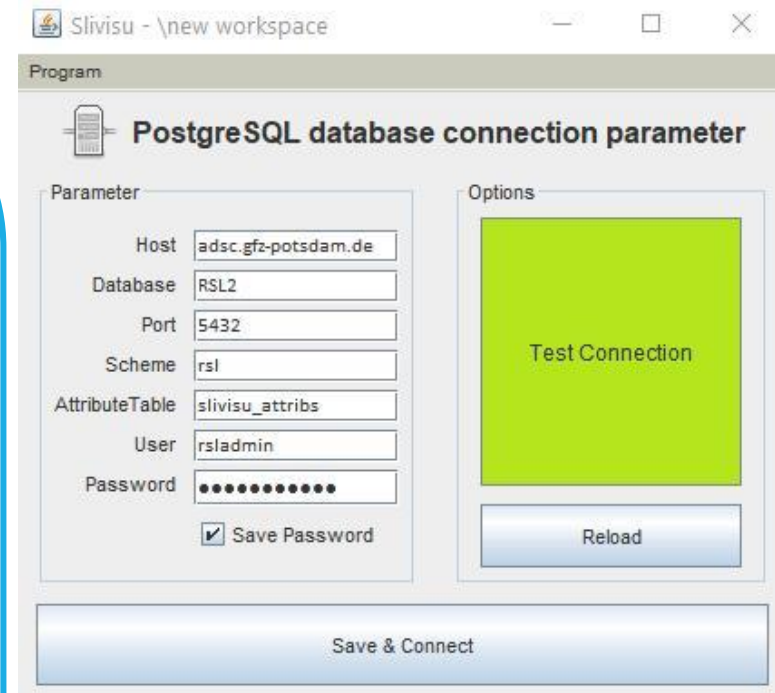 Slivisu - \new workspace
Program
PostgreSQL database connection parameter
Parameter
Host adsc.gfz-potsdam.de
Database RSL2
Port 5432
Scheme rsl
AttributeTable slivisu_attribs
User rsladmin
Password ●●●●●●●●●●●
Save Password
Options
Test Connection
Reload
Save & Connect